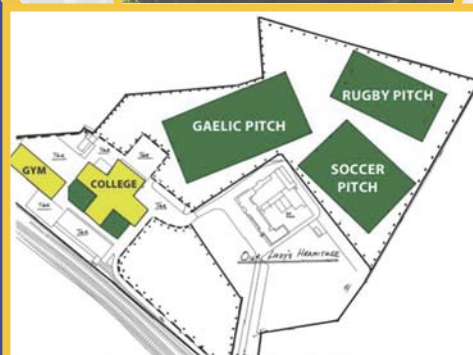 RUGBY PITCH
GAELIC PITCH
SOCCER
PITCH
GYM
COLLEGE
Our Lady's Hermitage